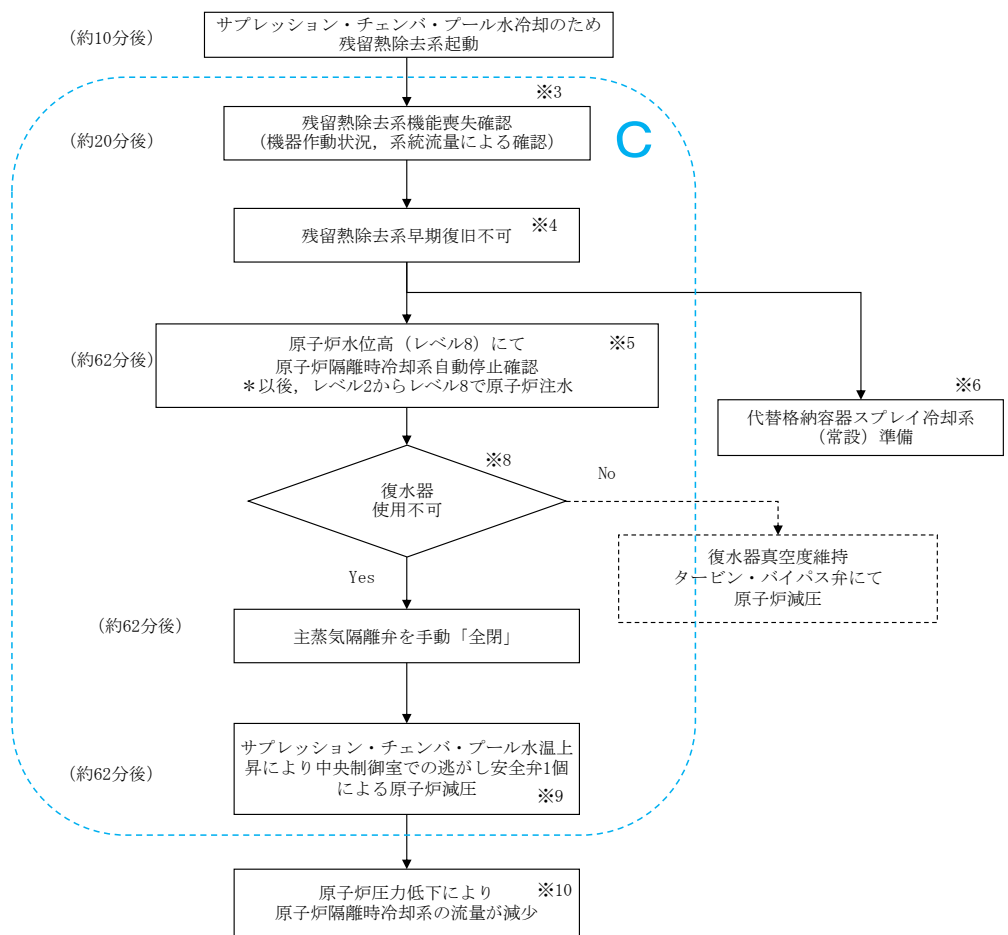 (約10分後)
サプレッション・チェンバ・プール水冷却のため
残留熱除去系起動
※3
(約20分後)
残留熱除去系機能喪失確認
(機器作動状況，系統流量による確認)
C
※4
残留熱除去系早期復旧不可
(約62分後)
原子炉水位高（レベル8）にて
※5
原子炉隔離時冷却系自動停止確認
＊以後，レベル2からレベル8で原子炉注水
※6
代替格納容器スプレイ冷却系
（常設）準備
※8
復水器
使用不可
No
Yes
復水器真空度維持
タービン・バイパス弁にて
原子炉減圧
(約62分後)
主蒸気隔離弁を手動「全閉」
(約62分後)
サプレッション・チェンバ・プール水温上
昇により中央制御室での逃がし安全弁1個
による原子炉減圧
※9
原子炉圧力低下により
※10
原子炉隔離時冷却系の流量が減少